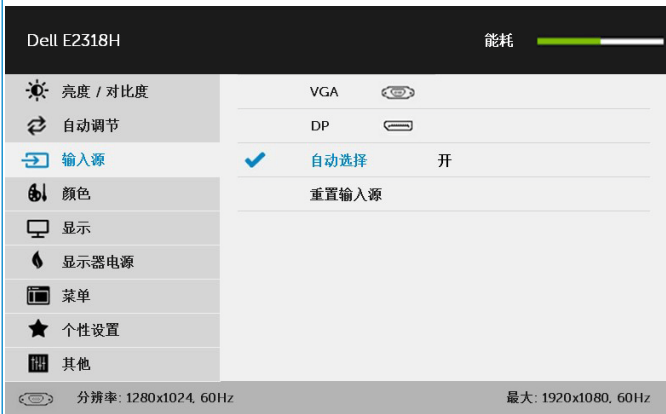 Dell E2318H
能耗
亮度 / 对比度
VGA
自动调节
DP
输入源
自动选择
开
颜色
重置输入源
显示
显示器电源
菜单
个性设置
其他
分辨率: 1280x1024, 60Hz
最大: 1920x1080, 60Hz